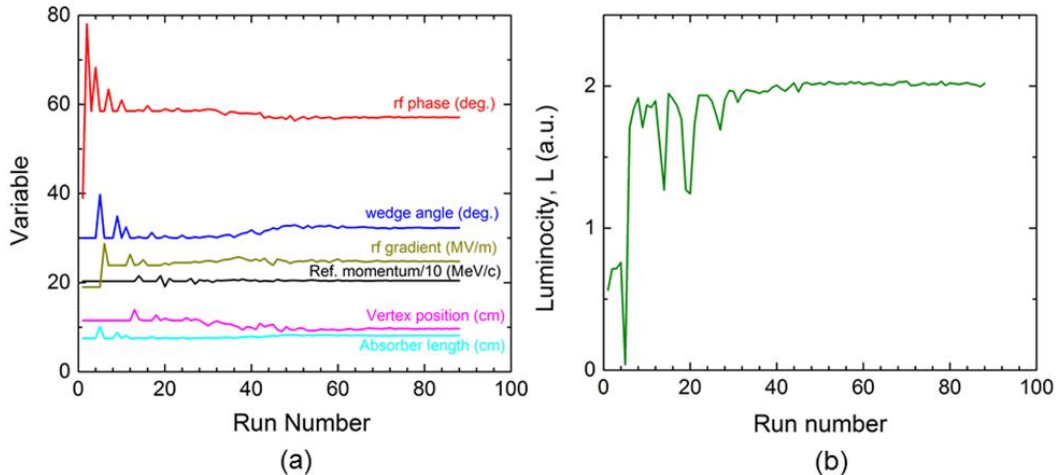 80
60
40
20
0
Variable
rf phase (deg.)
wedge angle (deg.)
rf gradient (MV/m)
Ref. momentum/10 (MeV/c)
Vertex position (cm)
Absorber length (cm)
0 20 40 60 80 100
Run Number
(a)
2
1
0
Luminocity, L (a.u.)
0 20 40 60 80 100
Run number
(b)